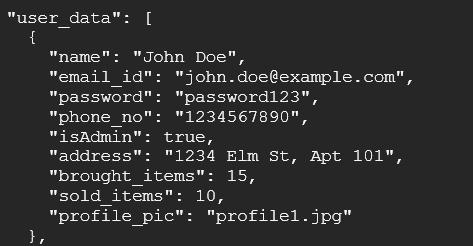 "user_data": [
{
"name": "John Doe",
"email_id": "john.doe@example.com",
"password": "password123",
"phone_no": "1234567890",
"isAdmin": true,
"address": "1234 Elm St, Apt 101",
"brought_items": 15,
"sold_items": 10,
"profile_pic": "profile1.jpg"
},